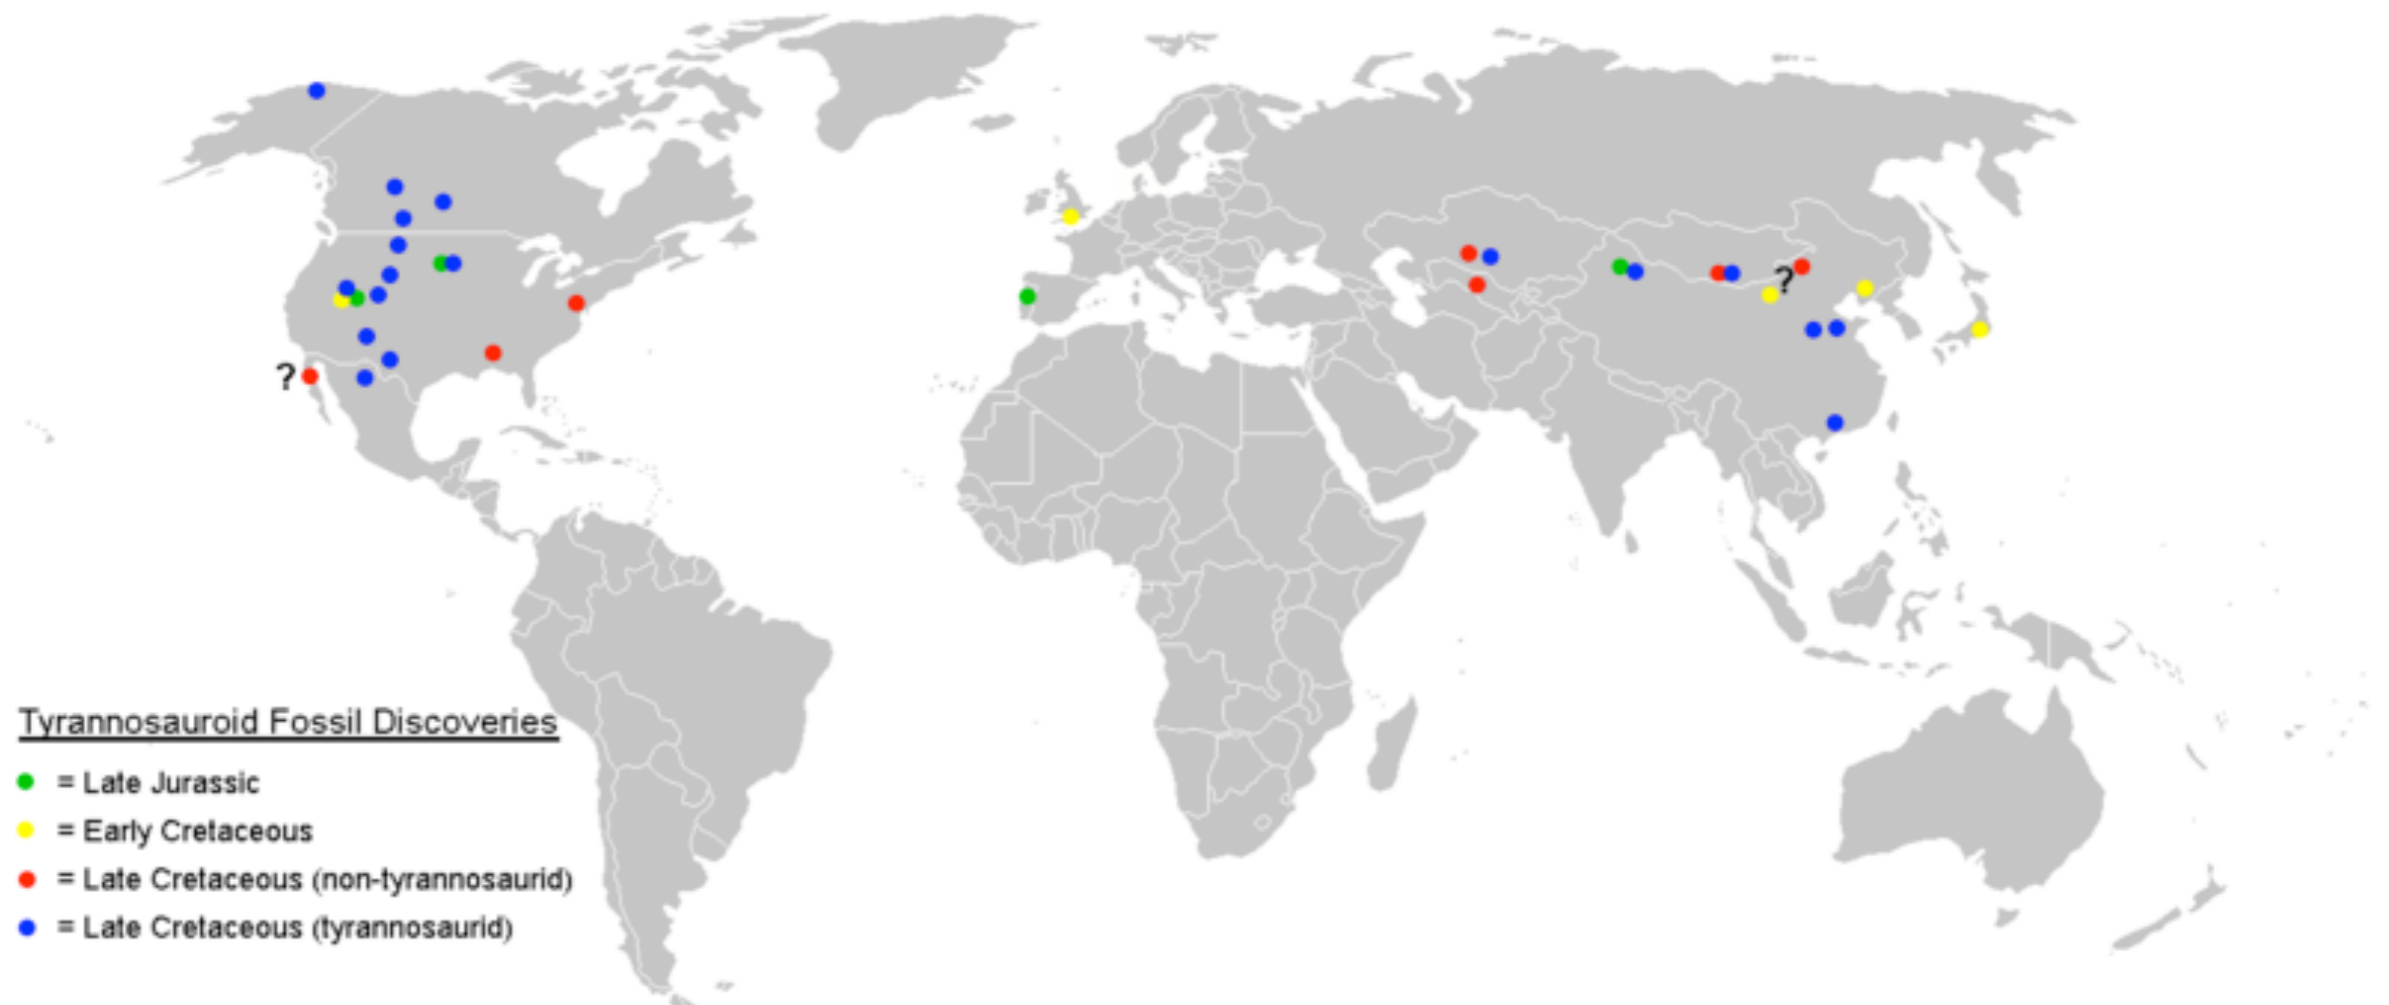 ?
?
Tyrannosauroid Fossil Discoveries
= Late Jurassic
= Early Cretaceous
= Late Cretaceous (non-tyrannosaurid)
= Late Cretaceous (tyrannosaurid)